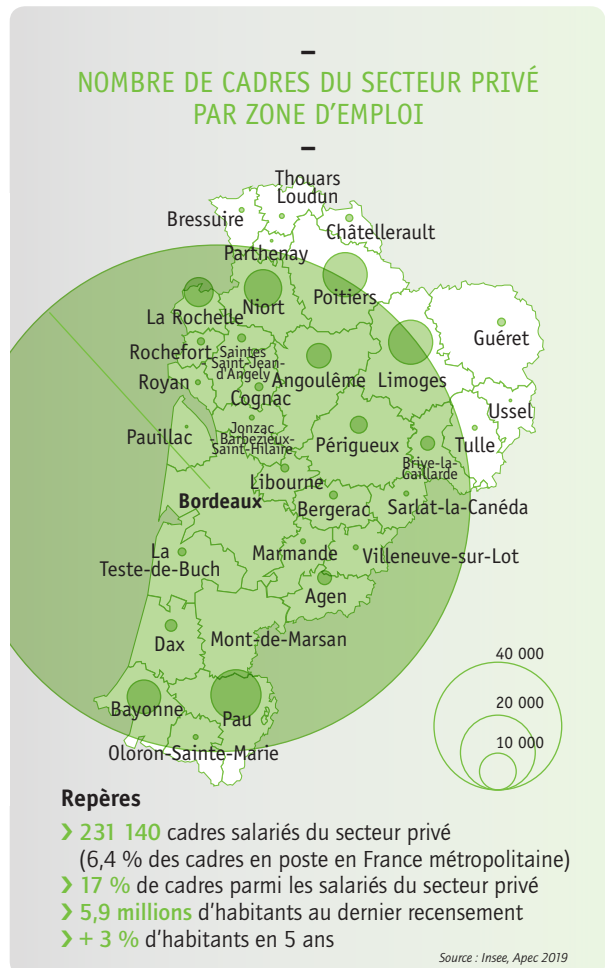 NOMBRE DE CADRES DU SECTEUR PRIVÉ
PAR ZONE D'EMPLOI
Thouars
Loudun
Bressuire
Châtellerault
Parthenay
Niort
Poitiers
La Rochelle
Guéret
Rochefort
Saintes
- Saint-Jean-
d'Angely
Royan
Angoulême
Limoges
Cognac
Ussel
Pauillac
Jonzac
- Barbezieux-
Saint-Hilaire
Périgueux
Tulle
Brive-la-
Gaillarde
Libourne
Bordeaux
Bergerac
Sarlat-la-Canéda
La
Teste-de-Buch
Marmande
Villeneuve-sur-Lot
Agen
Dax
Mont-de-Marsan
Bayonne
Pau
Oloron-Sainte-Marie
40 000
20 000
10 000
Repères
❯ 231 140 cadres salariés du secteur privé
(6,4 % des cadres en poste en France métropolitaine)
❯ 17 % de cadres parmi les salariés du secteur privé
❯ 5,9 millions d'habitants au dernier recensement
❯ + 3 % d'habitants en 5 ans
Source : Insee, Apec 2019